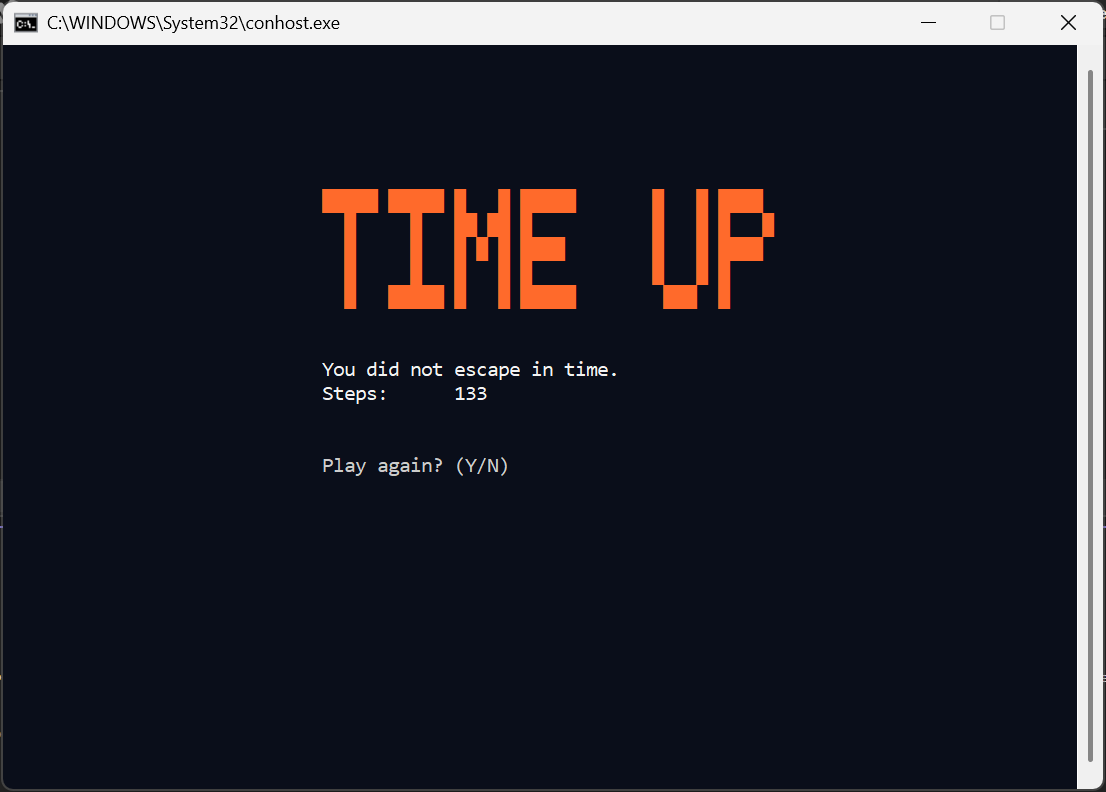 C:\WINDOWS\System32\conhost.exe
TIME UP
You did not escape in time.
Steps: 133
Play again? (Y/N)